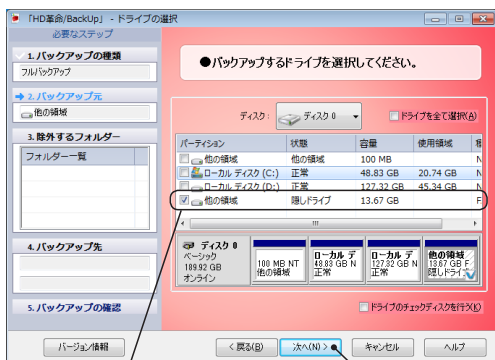 「HD革命/BackUp」 - ドライブの選択
必要なステップ
1. バックアップの種類
フルバックアップ
2. バックアップ元
他の領域
3. 除外するフォルダー
フォルダー一覧
4. バックアップ先
5. バックアップの確認
●バックアップするドライブを選択してください。
ディスク: ディスク 0 ドライブを全て選択(A)
パーティション 状態 容量 使用領域 種
他の領域 他の領域 100 MB N
ローカル ディスク (C:) 正常 48.83 GB 20.74 GB N
ローカル ディスク (D:) 正常 127.32 GB 45.34 GB N
他の領域 隠しドライブ 13.67 GB F
ディスク 0
ベーシック
189.92 GB
オンライン
100 MB NT
他の領域
ローカル デ
48.83 GB N
正常
ローカル デ
127.32 GB N
正常
他の領域
13.67 GB F
隠しドライブ
ドライブのチェックディスクを行う(K)
バージョン情報 < 戻る(B) 次へ(N) > キャンセル ヘルプ